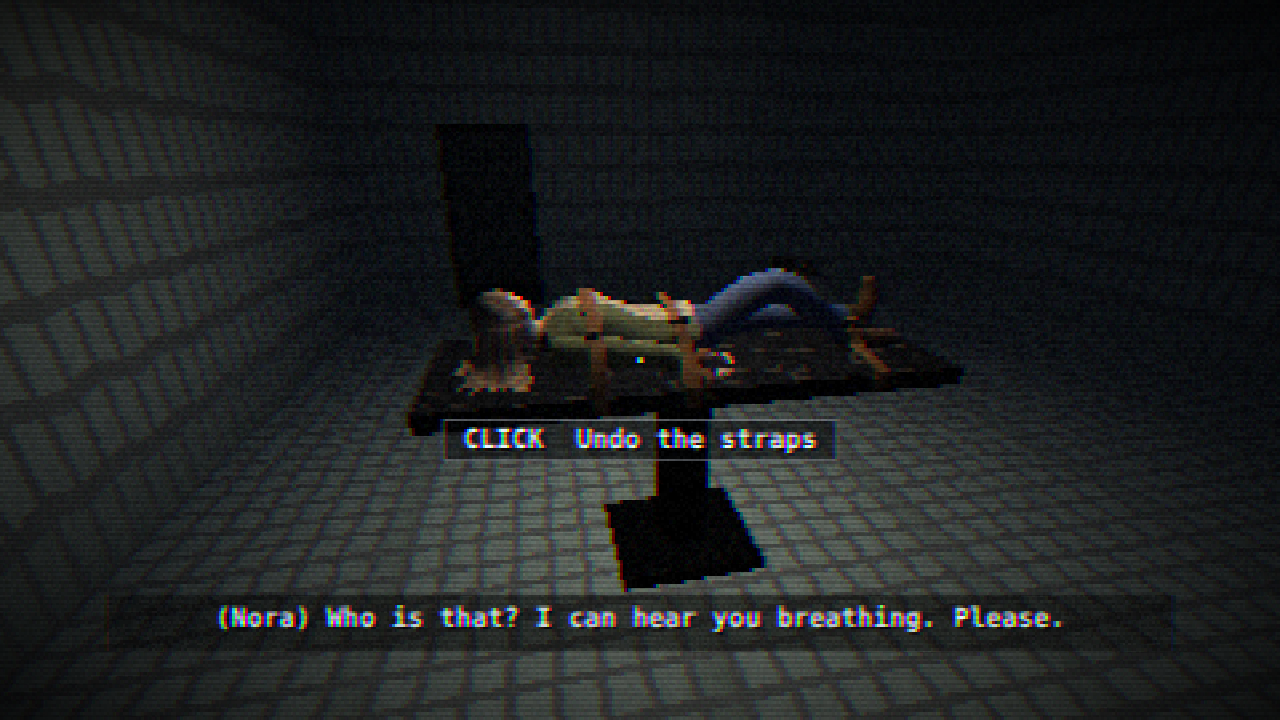 CLICK Undo the straps
(Nora) Who is that? I can hear you breathing. Please.